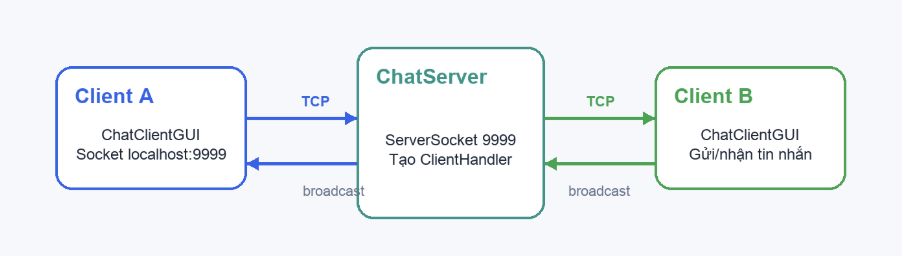 Client A
ChatClientGUI
Socket localhost:9999
TCP
broadcast
ChatServer
ServerSocket 9999
Tạo ClientHandler
TCP
broadcast
Client B
ChatClientGUI
Gửi/nhận tin nhắn